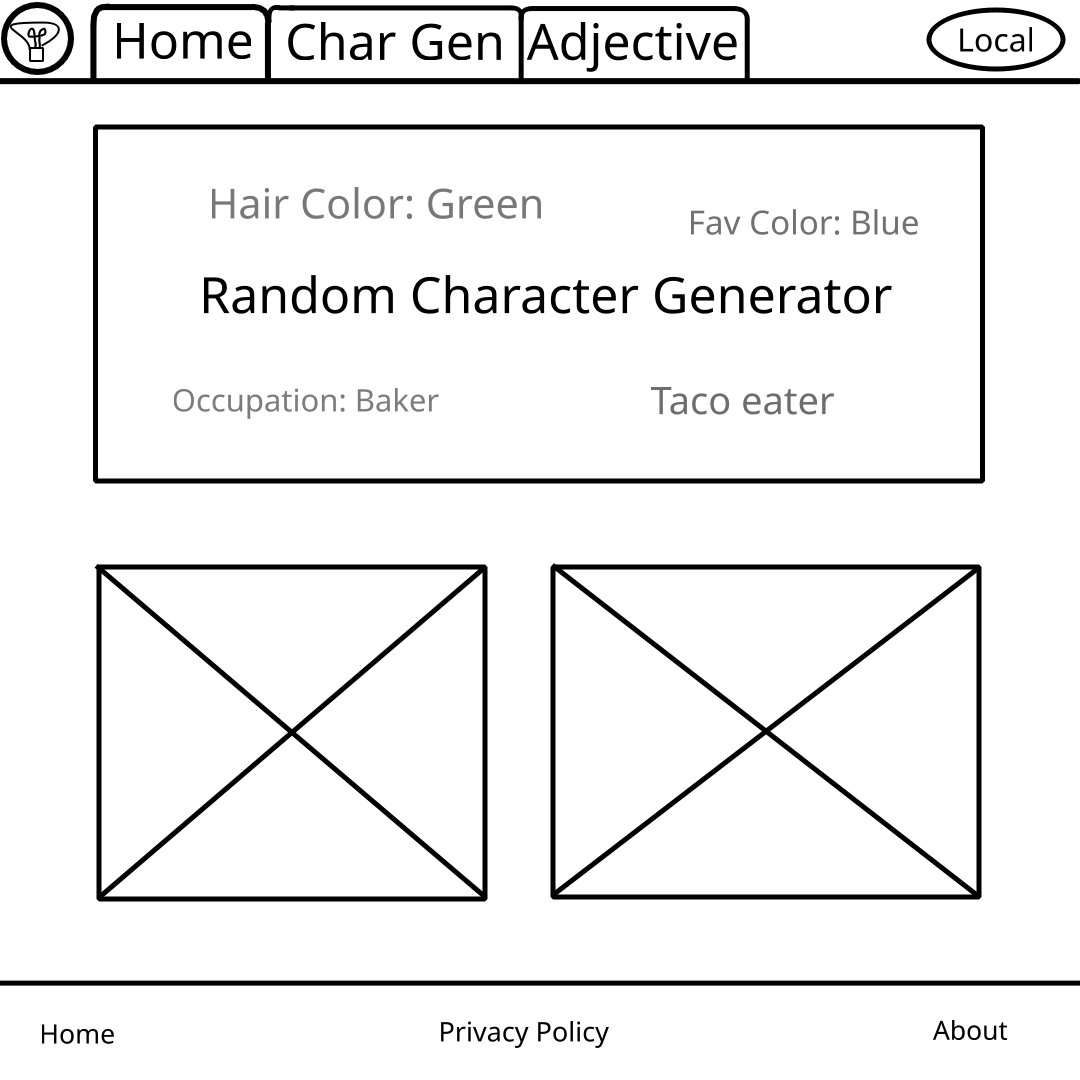 Home Char Gen Adjective Local
Hair Color: Green
Fav Color: Blue
Random Character Generator
Occupation: Baker
Taco eater
Home Privacy Policy About